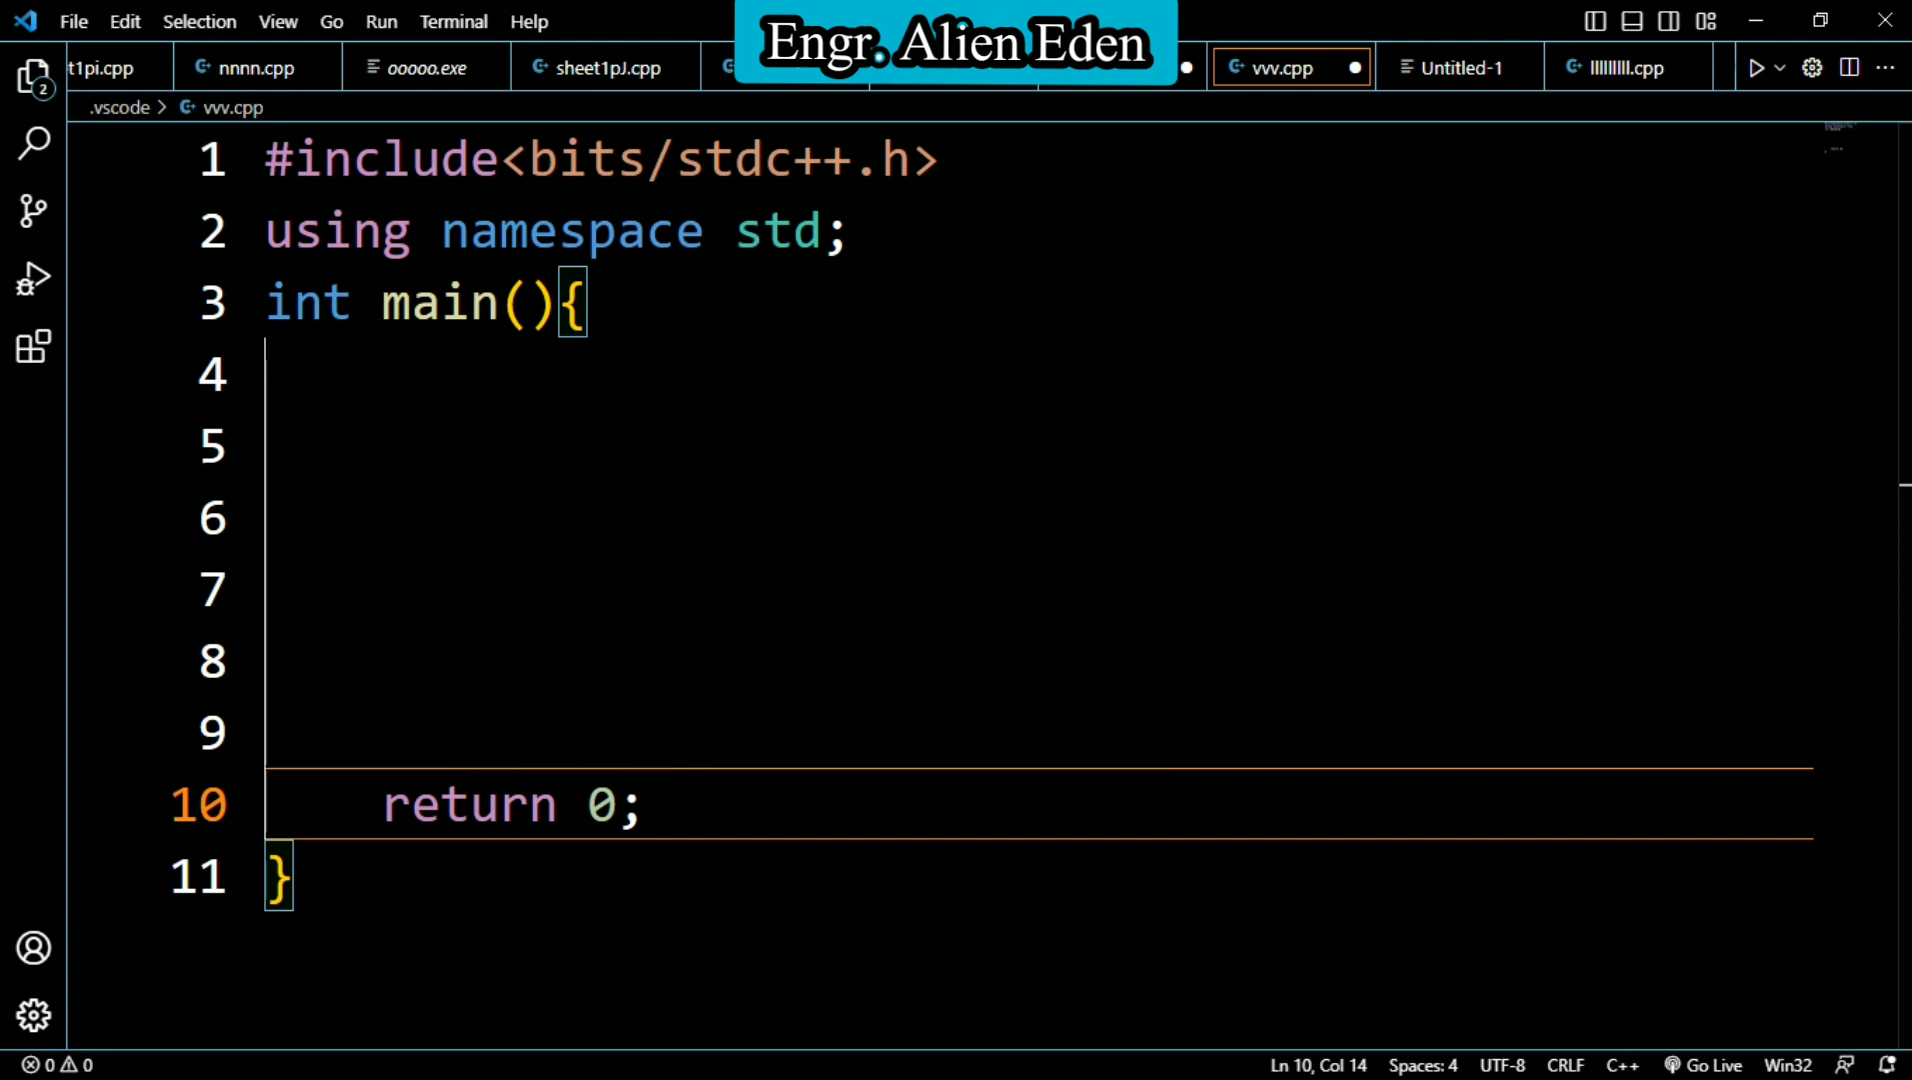 File Edit Selection View Go Run Terminal Help
Engr. Alien Eden
t1pi.cpp nnnn.cpp ooooo.exe sheet1pJ.cpp vvv.cpp Untitled-1 lllllllll.cpp
.vscode > vvv.cpp
1 #include<bits/stdc++.h>
2 using namespace std;
3 int main(){
4
5
6
7
8
9
10 return 0;
11 }
2
0 0 Ln 10, Col 14 Spaces: 4 UTF-8 CRLF C++ Go Live Win32